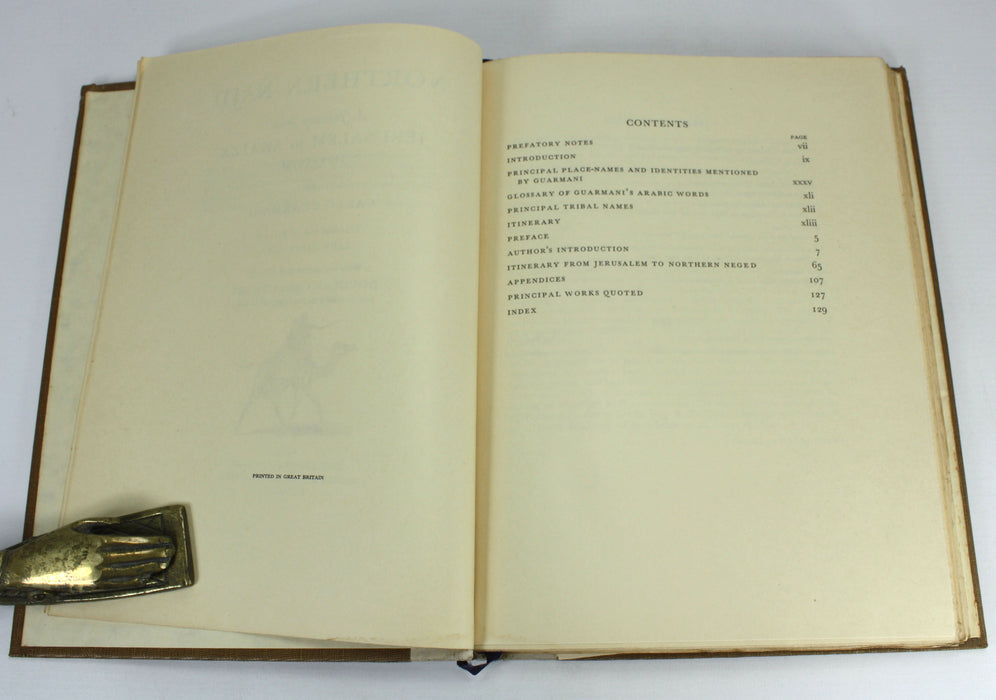 PRINTED IN GREAT BRITAIN
CONTENTS
PAGE
PREFATORY NOTES vii
INTRODUCTION ix
PRINCIPAL PLACE-NAMES AND IDENTITIES MENTIONED
BY GUARMANI xxxv
GLOSSARY OF GUARMANI'S ARABIC WORDS xli
PRINCIPAL TRIBAL NAMES xlii
ITINERARY xliii
PREFACE 5
AUTHOR'S INTRODUCTION 7
ITINERARY FROM JERUSALEM TO NORTHERN NEGED 65
APPENDICES 107
PRINCIPAL WORKS QUOTED 127
INDEX 129